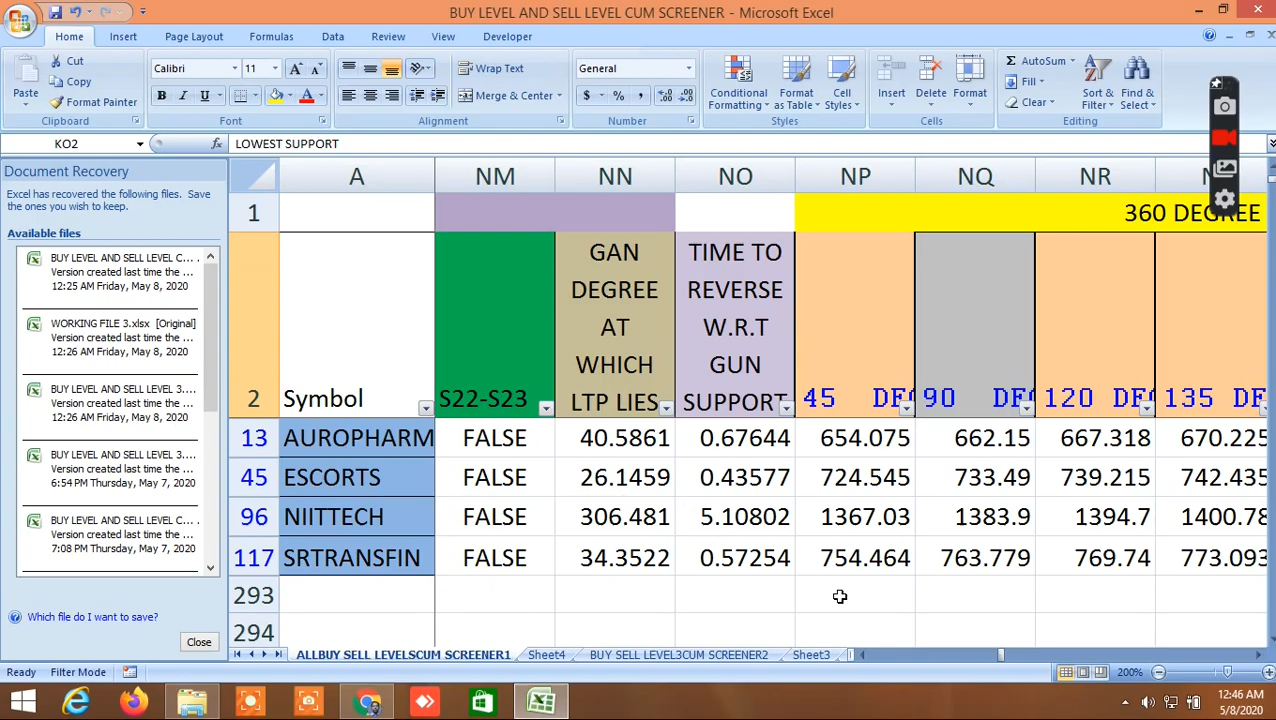 BUY LEVEL AND SELL LEVEL CUM SCREENER - Microsoft Excel
Home Insert Page Layout Formulas Data Review View Developer
Paste Cut Copy Format Painter
Calibri 11
B I U
Wrap Text
Merge & Center
General
$ % ,
Conditional Formatting Format as Table Cell Styles
Insert Delete Format
Σ AutoSum Fill Clear
Sort & Filter Find & Select
Clipboard Font Alignment Number Styles Cells Editing
KO2 fx LOWEST SUPPORT
Document Recovery
Excel has recovered the following files. Save
the ones you wish to keep.
Available files
BUY LEVEL AND SELL LEVEL C...
Version created last time the ...
12:25 AM Friday, May 8, 2020
WORKING FILE 3.xlsx [Original]
Version created last time the ...
12:26 AM Friday, May 8, 2020
BUY LEVEL AND SELL LEVEL 3....
Version created last time the ...
12:26 AM Friday, May 8, 2020
BUY LEVEL AND SELL LEVEL 3....
Version created last time the ...
6:54 PM Thursday, May 7, 2020
BUY LEVEL AND SELL LEVEL C...
Version created last time the ...
7:08 PM Thursday, May 7, 2020
Which file do I want to save?
Close
A NM NN NO NP NQ NR
1 360 DEGREE
2 Symbol S22-S23 GAN DEGREE AT WHICH LTP LIES TIME TO REVERSE W.R.T GUN SUPPORT 45 DEG 90 DEG 120 DEG 135 DE
13 AUROPHARM FALSE 40.5861 0.67644 654.075 662.15 667.318 670.225
45 ESCORTS FALSE 26.1459 0.43577 724.545 733.49 739.215 742.435
96 NIITTECH FALSE 306.481 5.10802 1367.03 1383.9 1394.7 1400.78
117 SRTRANSFIN FALSE 34.3522 0.57254 754.464 763.779 769.74 773.093
293
294
ALLBUY SELL LEVELSCUM SCREENER1 Sheet4 BUY SELL LEVEL3CUM SCREENER2 Sheet3
Ready Filter Mode 200%
12:46 AM
5/8/2020